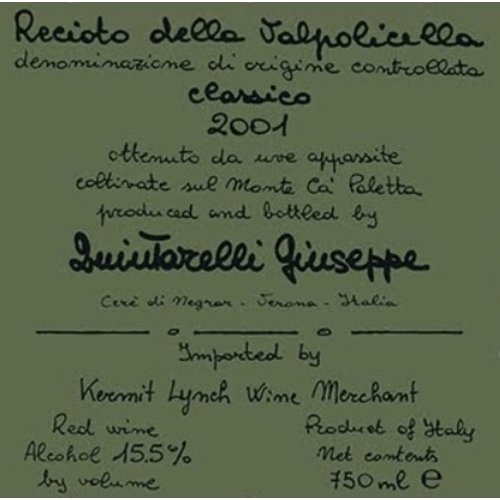 Recioto della Valpolicella
denominazione di origine controllata
classico
2001
ottenuto da uve appassite
coltivate sul Monte Ca' Paletta
produced and bottled by
Quintarelli Giuseppe
Cerè di Negrar - Verona - Italia
Imported by
Kermit Lynch Wine Merchant
Red wine
Alcohol 15.5%
by volume
Product of Italy
Net contents
750 ml e